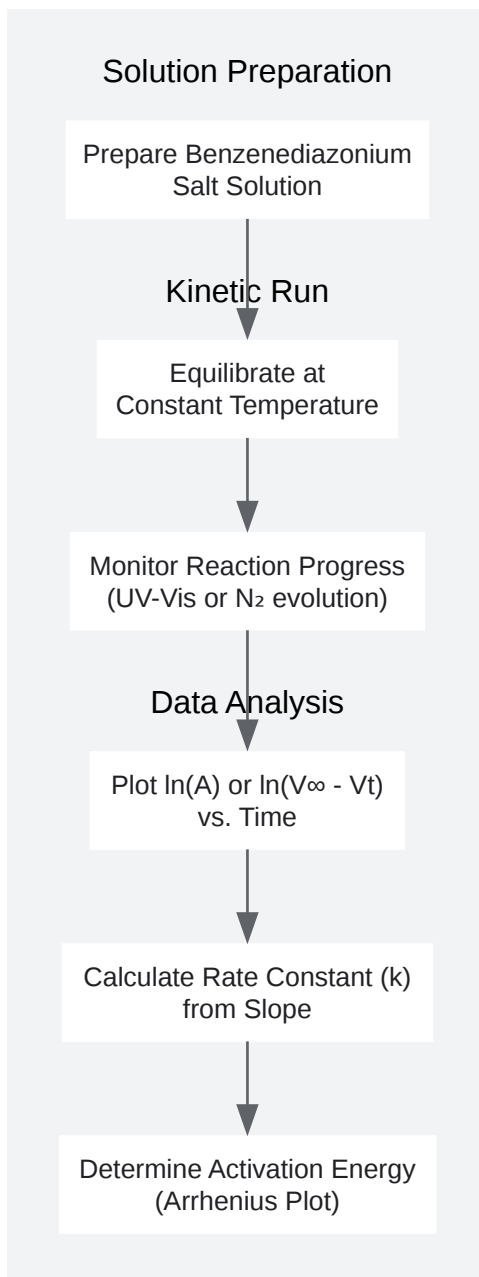 Solution Preparation
Prepare Benzenediazonium
Salt Solution
Kinetic Run
Equilibrate at
Constant Temperature
Monitor Reaction Progress
(UV-Vis or N₂ evolution)
Data Analysis
Plot ln(A) or ln(V∞ - Vt)
vs. Time
Calculate Rate Constant (k)
from Slope
Determine Activation Energy
(Arrhenius Plot)